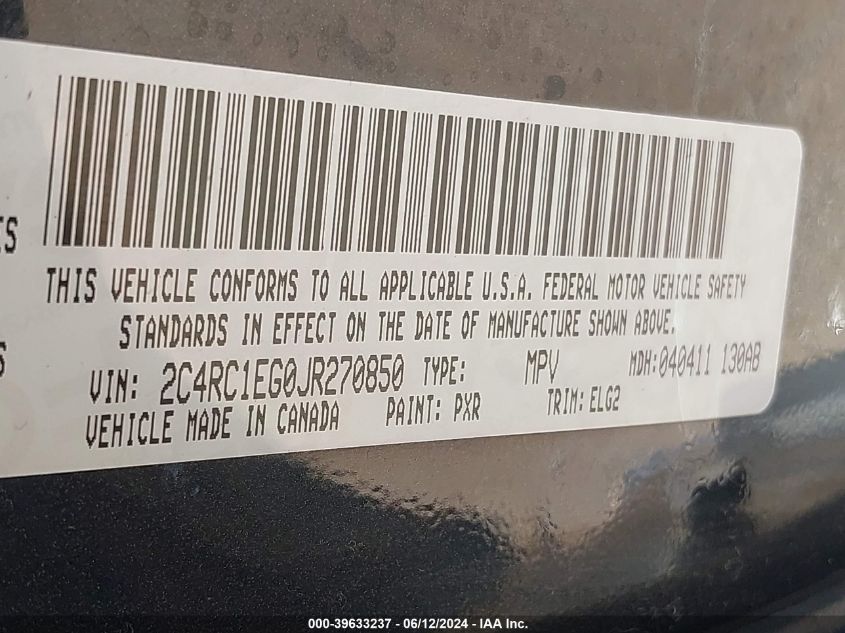 ES
THIS VEHICLE CONFORMS TO ALL APPLICABLE U.S.A. FEDERAL MOTOR VEHICLE SAFETY
STANDARDS IN EFFECT ON THE DATE OF MANUFACTURE SHOWN ABOVE.
S
VIN: 2C4RC1EG0JR270850 TYPE: MPV MDH:040411 130AB
VEHICLE MADE IN CANADA PAINT: PXR TRIM: ELG2
000-39633237 - 06/12/2024 - IAA Inc.